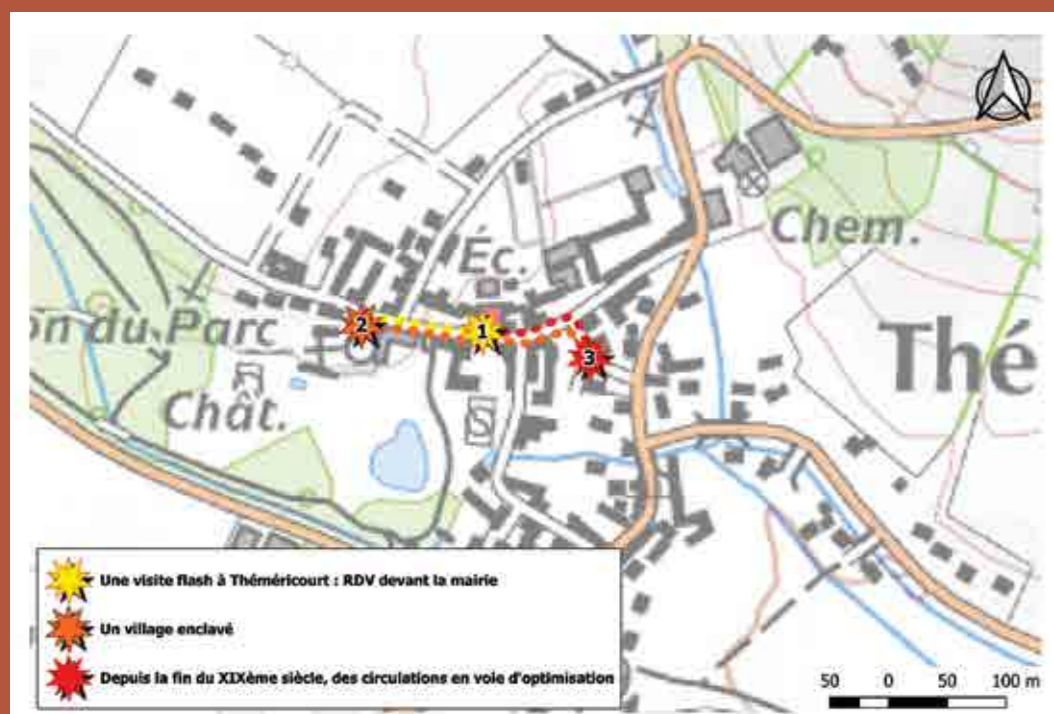 Éc.
Chem.
2
1
on du Parc
3
Thé
Chât.
Une visite flash à Théméricourt : RDV devant la mairie
Un village enclavé
Depuis la fin du XIXème siècle, des circulations en voie d'optimisation
50 0 50 100 m